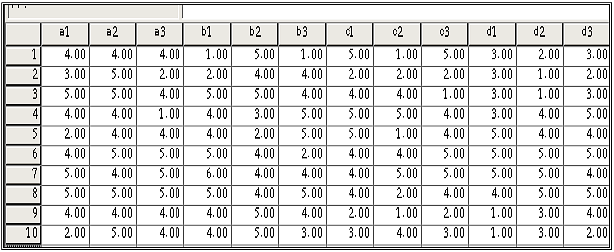 a1 a2 a3 b1 b2 b3 c1 c2 c3 d1 d2 d3
1 4.00 4.00 4.00 1.00 5.00 1.00 5.00 1.00 5.00 3.00 2.00 3.00
2 3.00 5.00 2.00 2.00 4.00 4.00 2.00 2.00 2.00 3.00 1.00 2.00
3 5.00 5.00 4.00 5.00 5.00 4.00 4.00 4.00 1.00 3.00 1.00 3.00
4 4.00 4.00 1.00 4.00 3.00 5.00 5.00 5.00 4.00 3.00 4.00 4.00
5 2.00 4.00 4.00 4.00 2.00 5.00 5.00 1.00 4.00 5.00 4.00 5.00
6 4.00 5.00 5.00 5.00 4.00 2.00 4.00 4.00 5.00 5.00 5.00 5.00
7 5.00 4.00 5.00 6.00 4.00 4.00 4.00 5.00 5.00 5.00 5.00 4.00
8 5.00 5.00 5.00 5.00 4.00 5.00 4.00 2.00 4.00 4.00 5.00 5.00
9 4.00 4.00 4.00 4.00 5.00 4.00 2.00 1.00 2.00 1.00 3.00 4.00
10 2.00 5.00 4.00 4.00 5.00 3.00 3.00 4.00 3.00 1.00 3.00 2.00